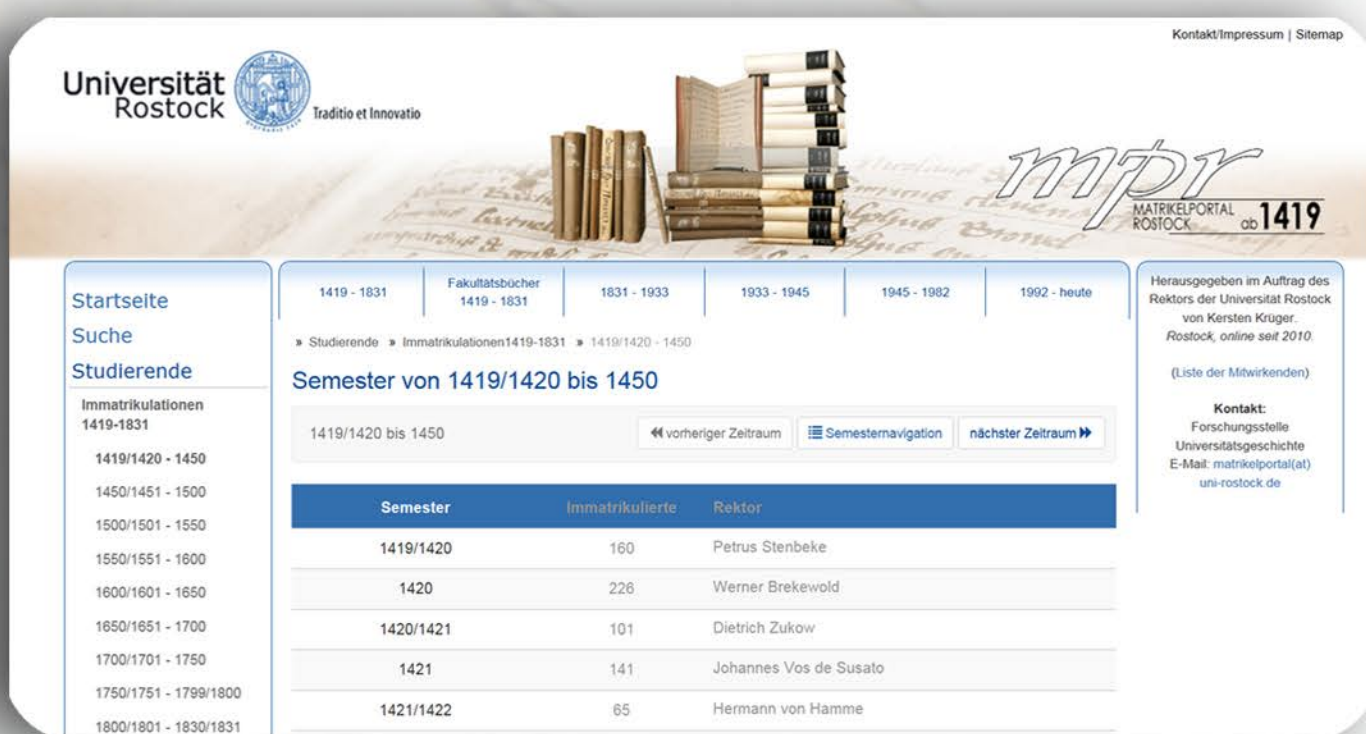 Kontakt/Impressum | Sitemap
Universität
Rostock
Traditio et Innovatio
mpr
MATRIKELPORTAL
ROSTOCK ab 1419
Startseite
Suche
Studierende
Immatrikulationen
1419-1831
1419/1420 - 1450
1450/1451 - 1500
1500/1501 - 1550
1550/1551 - 1600
1600/1601 - 1650
1650/1651 - 1700
1700/1701 - 1750
1750/1751 - 1799/1800
1800/1801 - 1830/1831
1419 - 1831
Fakultätsbücher
1419 - 1831
1831 - 1933
1933 - 1945
1945 - 1982
1992 - heute
» Studierende » Immatrikulationen1419-1831 » 1419/1420 - 1450
Semester von 1419/1420 bis 1450
1419/1420 bis 1450
vorheriger Zeitraum
Semesternavigation
nächster Zeitraum
Semester Immatrikulierte Rektor
1419/1420 160 Petrus Stenbeke
1420 226 Werner Brekewold
1420/1421 101 Dietrich Zukow
1421 141 Johannes Vos de Susato
1421/1422 65 Hermann von Hamme
Herausgegeben im Auftrag des
Rektors der Universität Rostock
von Kersten Krüger.
Rostock, online seit 2010.
(Liste der Mitwirkenden)
Kontakt:
Forschungsstelle
Universitätsgeschichte
E-Mail: matrikelportal(at)
uni-rostock.de